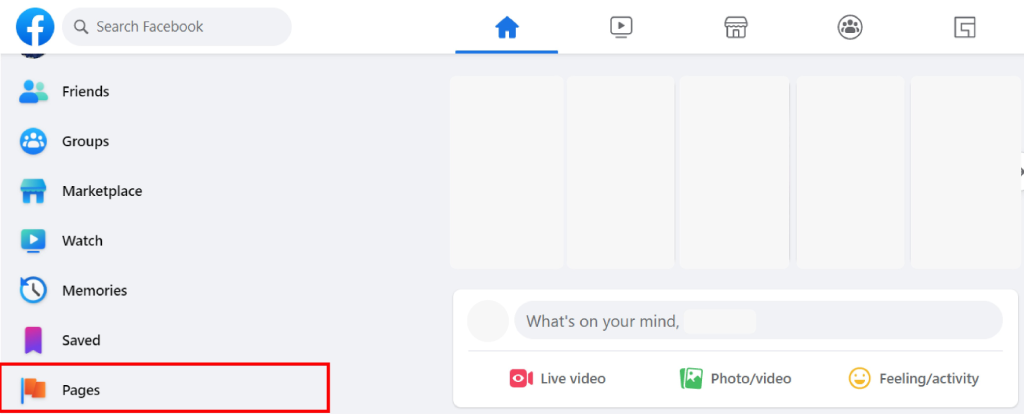 Search Facebook
Friends
Groups
Marketplace
Watch
Memories
Saved
Pages
What's on your mind,
Live video
Photo/video
Feeling/activity